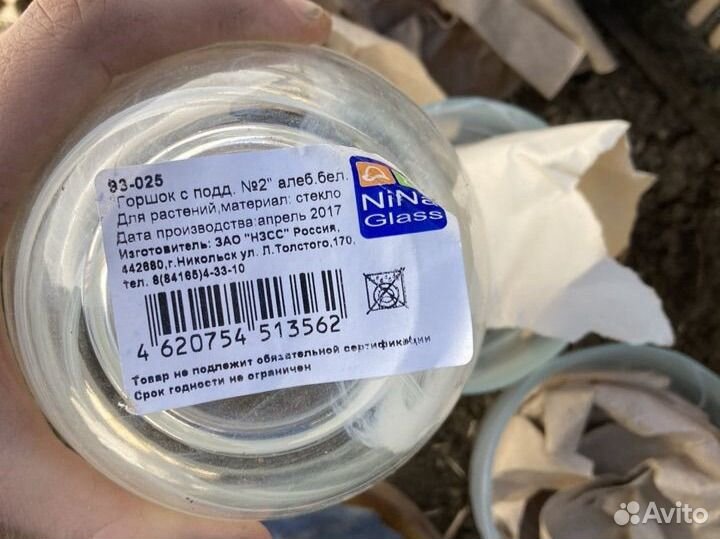 93-025
"Горшок с подд. №2" алеб.бел.
Для растений,материал: стекло
Дата производства:апрель 2017
Изготовитель: ЗАО "НЗСС" Россия,
442680,г.Никольск ул. Л.Толстого,170.
тел. 8(84165)4-33-10
NiNa
Glass
4 620754 513562
Товар не подлежит обязательной сертификации
Срок годности не ограничен
Avito